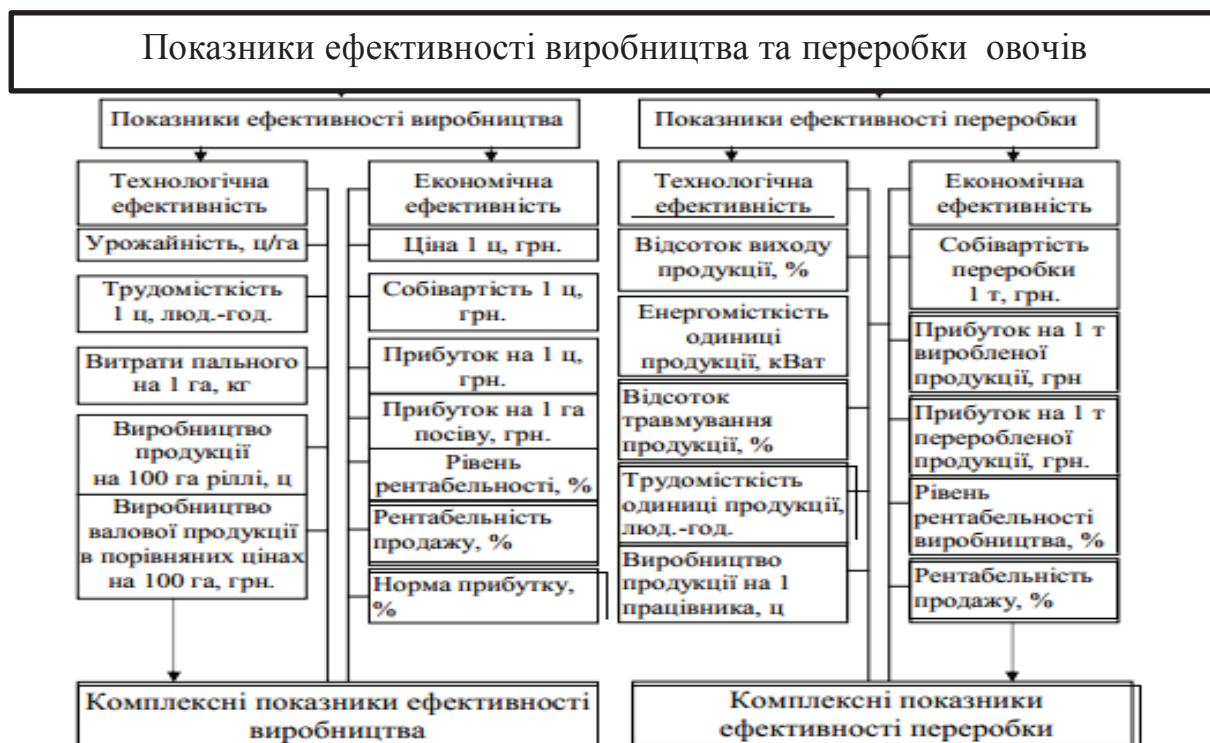 Показники ефективності виробництва та переробки овочів
Показники ефективності виробництва
Технологічна
ефективність
Урожайність, ц/га
Трудомісткість
1 ц, люд.-год.
Витрати пального
на 1 га, кг
Виробництво
продукції
на 100 га ріллі, ц
Виробництво
валової продукції
в порівняних цінах
на 100 га, грн.
Економічна
ефективність
Ціна 1 ц, грн.
Собівартість 1 ц,
грн.
Прибуток на 1 ц,
грн.
Прибуток на 1 га
посіву, грн.
Рівень
рентабельності, %
Рентабельність
продажу, %
Норма прибутку,
%
Комплексні показники ефективності
виробництва
Показники ефективності переробки
Технологічна
ефективність
Відсоток виходу
продукції, %
Енергомісткість
одиниці
продукції, кВат
Відсоток
травмування
продукції, %
Трудомісткість
одиниці продукції,
люд.-год.
Виробництво
продукції на 1
працівника, ц
Економічна
ефективність
Собівартість
переробки
1 т, грн.
Прибуток на 1 т
виробленої
продукції, грн
Прибуток на 1 т
переробленої
продукції, грн.
Рівень
рентабельності
виробництва, %
Рентабельність
продажу, %
Комплексні показники
ефективності переробки